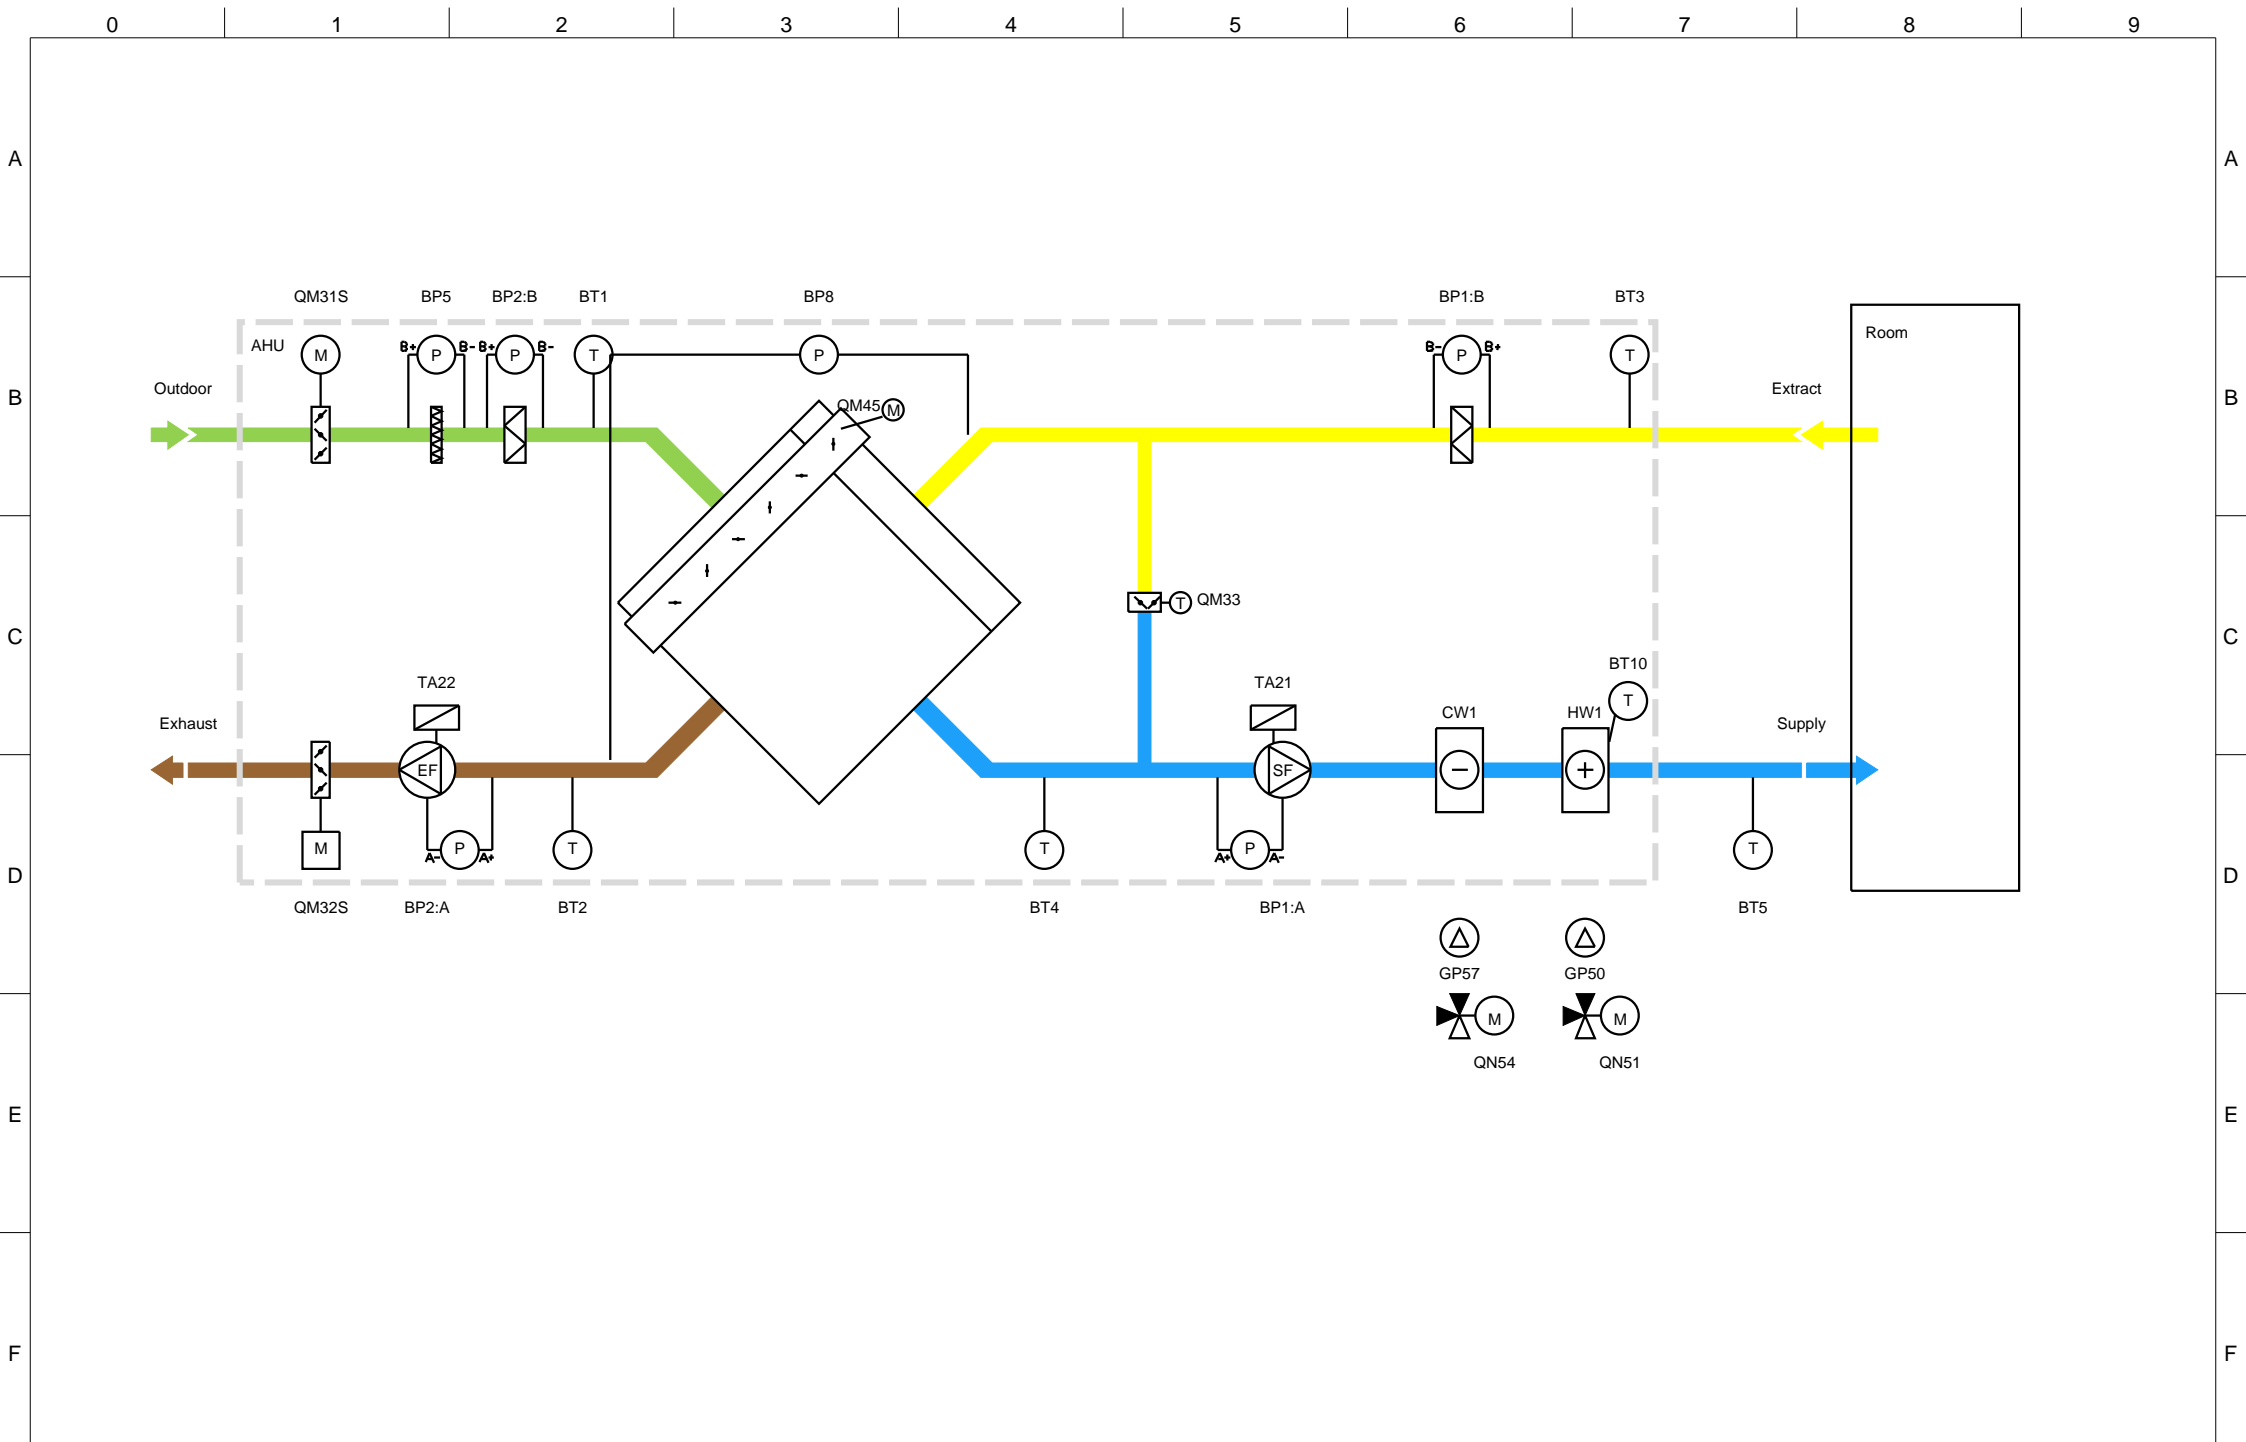 0 1 2 3 4 5 6 7 8 9
A A
QM31S BP5 BP2:B BT1 BP8 BP1:B BT3
AHU M B+ P B- B+ P B- T P B- P B+ T Room
B Outdoor QM45 M Extract B
T QM33
C C
BT10
TA22 TA21 T
Exhaust CW1 HW1 Supply
EF SF
M A- P A+ T T A+ P A- T
D D
QM32S BP2:A BT2 BT4 BP1:A BT5
GP57 GP50
M M
QN54 QN51
E E
F F